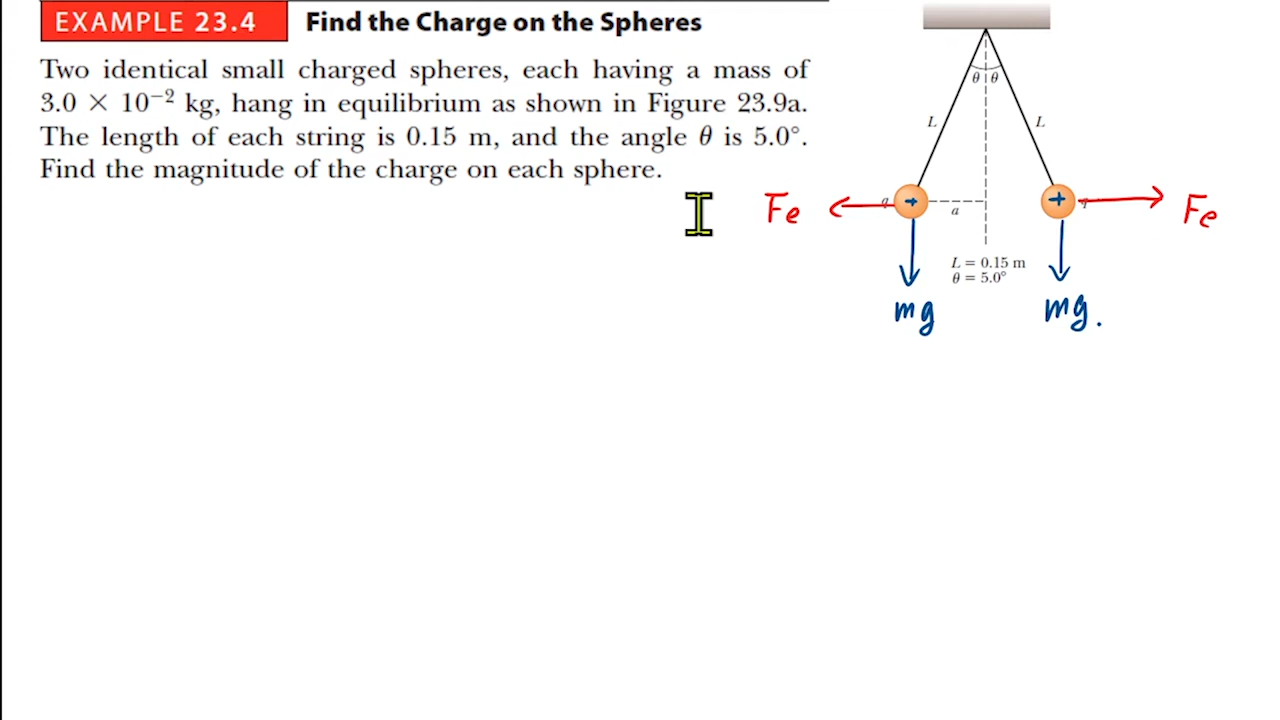 EXAMPLE 23.4 Find the Charge on the Spheres
Two identical small charged spheres, each having a mass of
3.0 × 10⁻² kg, hang in equilibrium as shown in Figure 23.9a.
The length of each string is 0.15 m, and the angle θ is 5.0°.
Find the magnitude of the charge on each sphere.
θ θ
L L
Fe q + a + q Fe
L = 0.15 m
θ = 5.0°
mg mg.